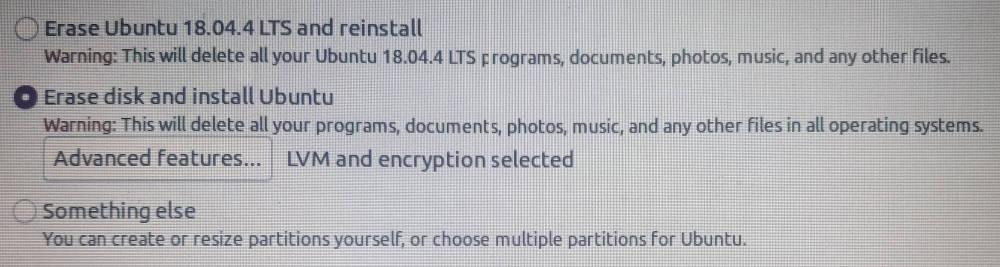 Erase Ubuntu 18.04.4 LTS and reinstall
Warning: This will delete all your Ubuntu 18.04.4 LTS programs, documents, photos, music, and any other files.
Erase disk and install Ubuntu
Warning: This will delete all your programs, documents, photos, music, and any other files in all operating systems.
Advanced features... LVM and encryption selected
Something else
You can create or resize partitions yourself, or choose multiple partitions for Ubuntu.